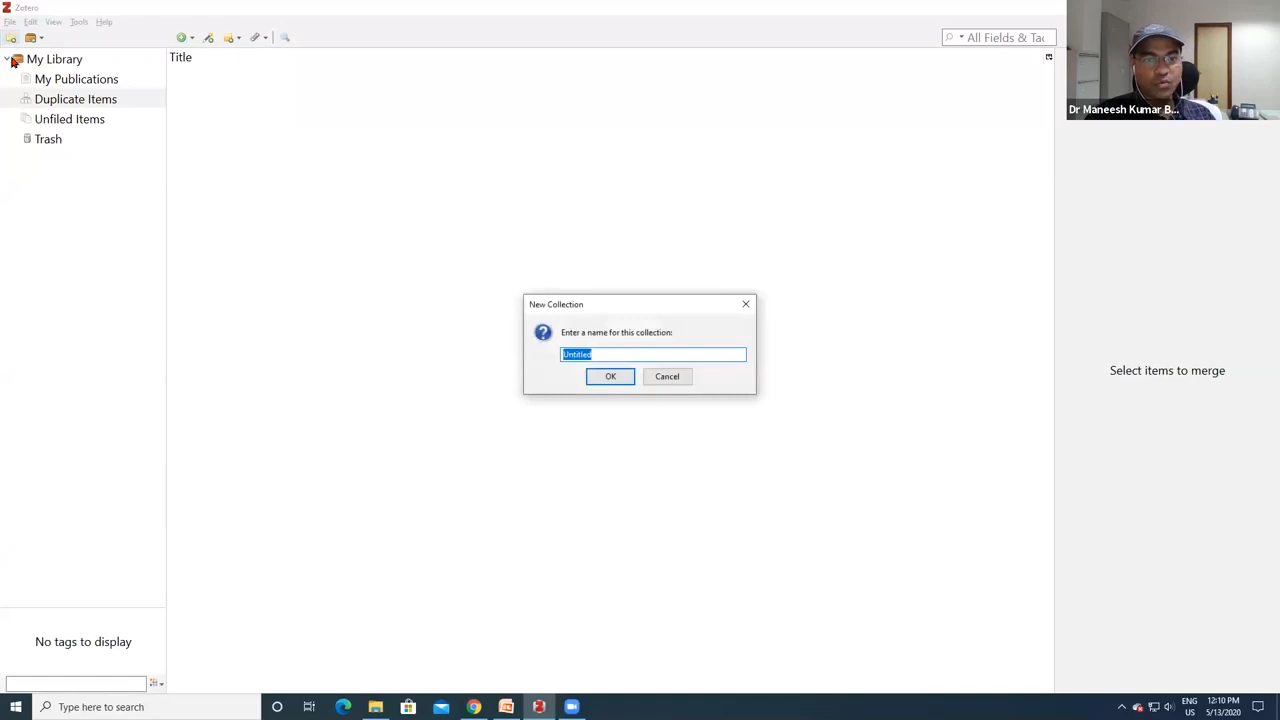 Zotero
File Edit View Tools Help
All Fields & Tag
My Library
Title
My Publications
Duplicate Items
Unfiled Items
Trash
Dr Maneesh Kumar B...
New Collection
Enter a name for this collection:
Untitled
OK Cancel
Select items to merge
No tags to display
Type here to search
ENG
US
12:10 PM
5/13/2020